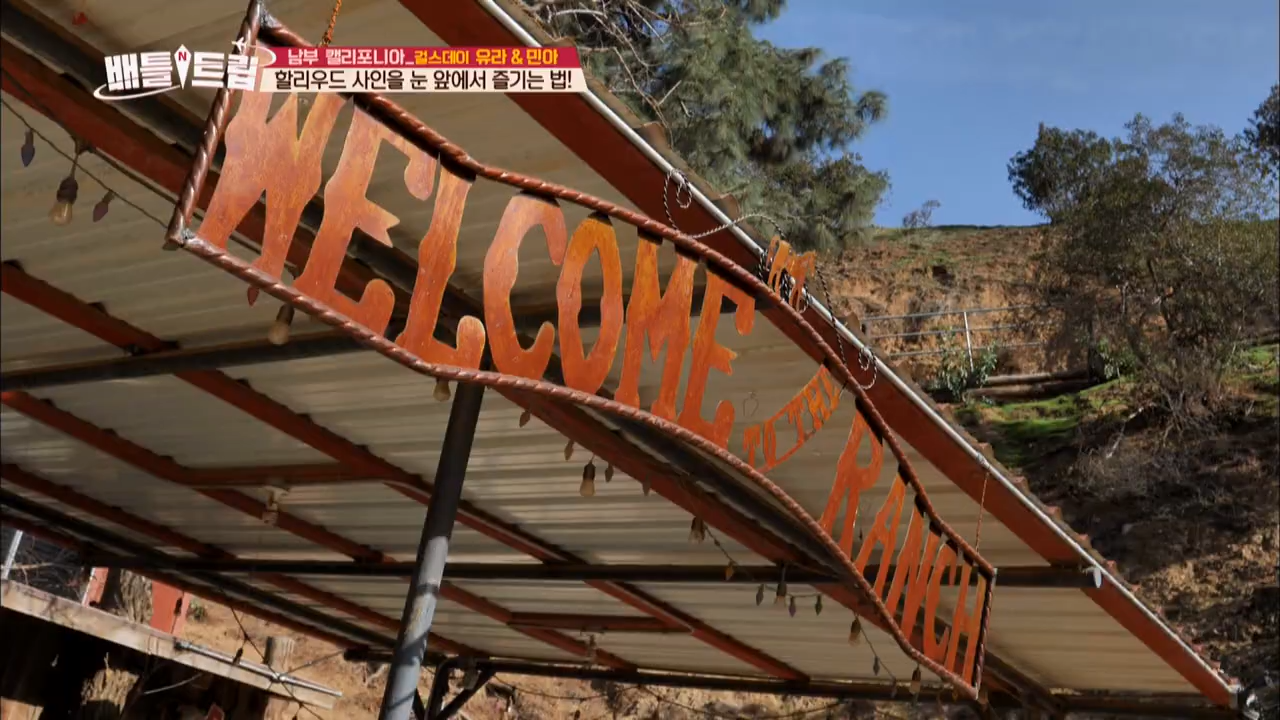 배틀트립
남부 캘리포니아_걸스데이 유라 & 민아
할리우드 사인을 눈 앞에서 즐기는 법!
WELCOME
TO THE
RANCH